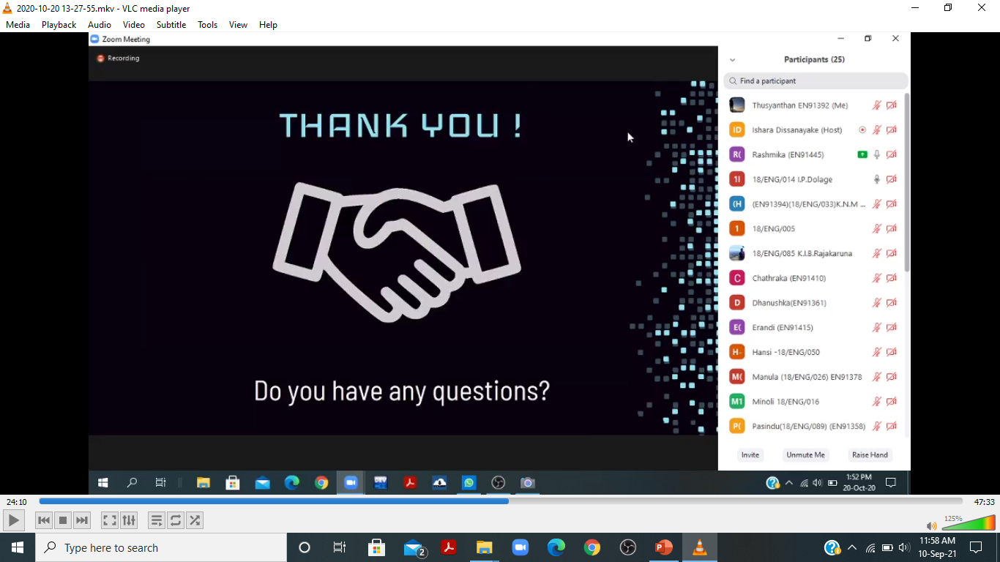 2020-10-20 13-27-55.mkv - VLC media player
Media Playback Audio Video Subtitle Tools View Help
Zoom Meeting
Recording
THANK YOU !
Do you have any questions?
Participants (25)
Find a participant
Thusyanthan EN91392 (Me)
ID Ishara Dissanayake (Host)
R( Rashmika (EN91445)
1I 18/ENG/014 I.P.Dolage
(H (EN91394)(18/ENG/033)K.N.M ...
1 18/ENG/005
18/ENG/085 K.I.B.Rajakaruna
C Chathraka (EN91410)
D Dhanushka(EN91361)
E( Erandi (EN91415)
H- Hansi -18/ENG/050
M( Manula (18/ENG/026) EN91378
M1 Minoli 18/ENG/016
P( Pasindu(18/ENG/089) (EN91358)
Invite Unmute Me Raise Hand
DEV
1:52 PM
20-Oct-20
24:10 47:33
125%
Type here to search
2
11:58 AM
10-Sep-21